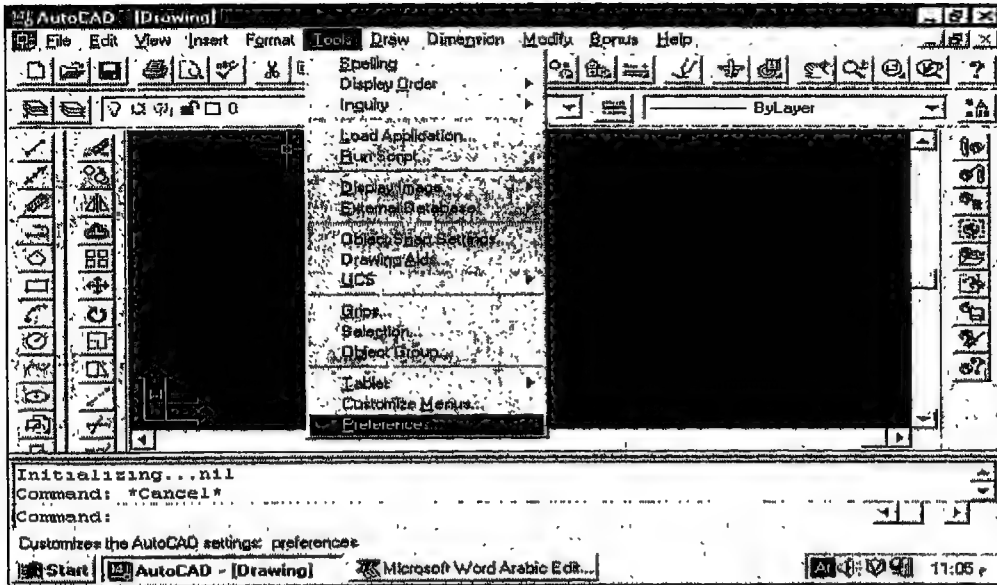 AutoCAD - [Drawing]
File Edit View Insert Format Tools Draw Dimension Modify Bonus Help
Spelling
Display Order
Inquiry
0
ByLayer
Load Application...
Run Script...
Display Image
External Database
Object Snap Settings...
Drawing Aids...
UCS
Grips...
Selection...
Object Group...
Tablet
Customize Menus...
Preferences...
Initializing...nil
Command: *Cancel*
Command:
Customizes the AutoCAD settings: preferences
Start AutoCAD - [Drawing] Microsoft Word Arabic Edit... 11:05 م